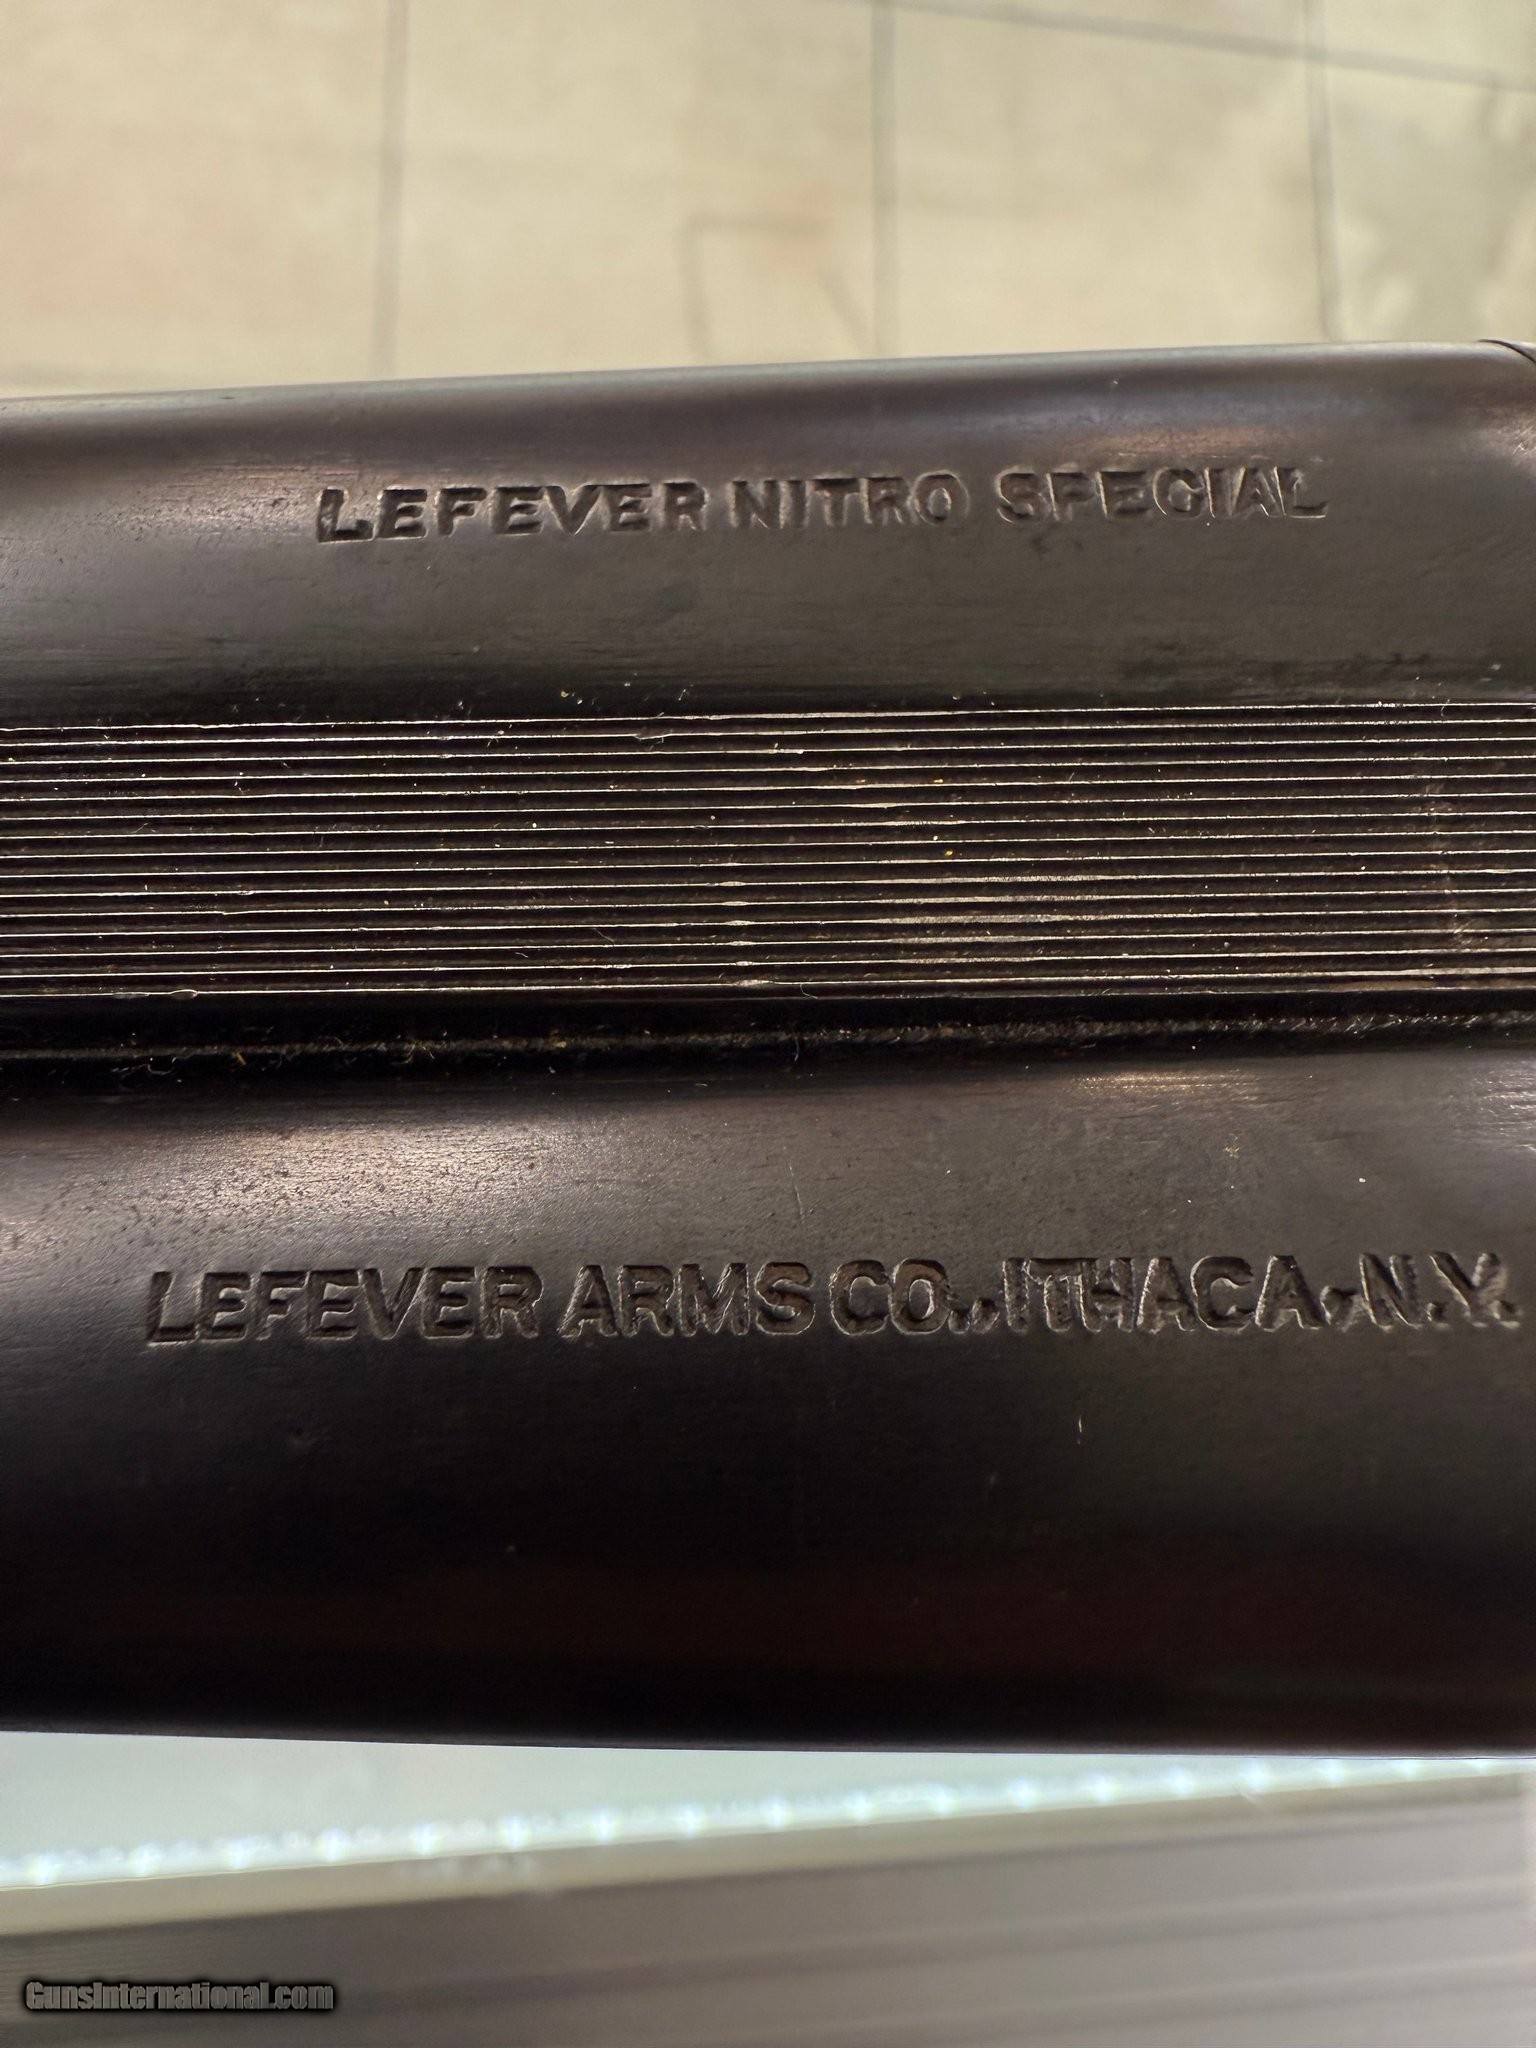 LEFEVER NITRO SPECIAL
LEFEVER ARMS CO., ITHACA, N.Y.
GunsInternational.com